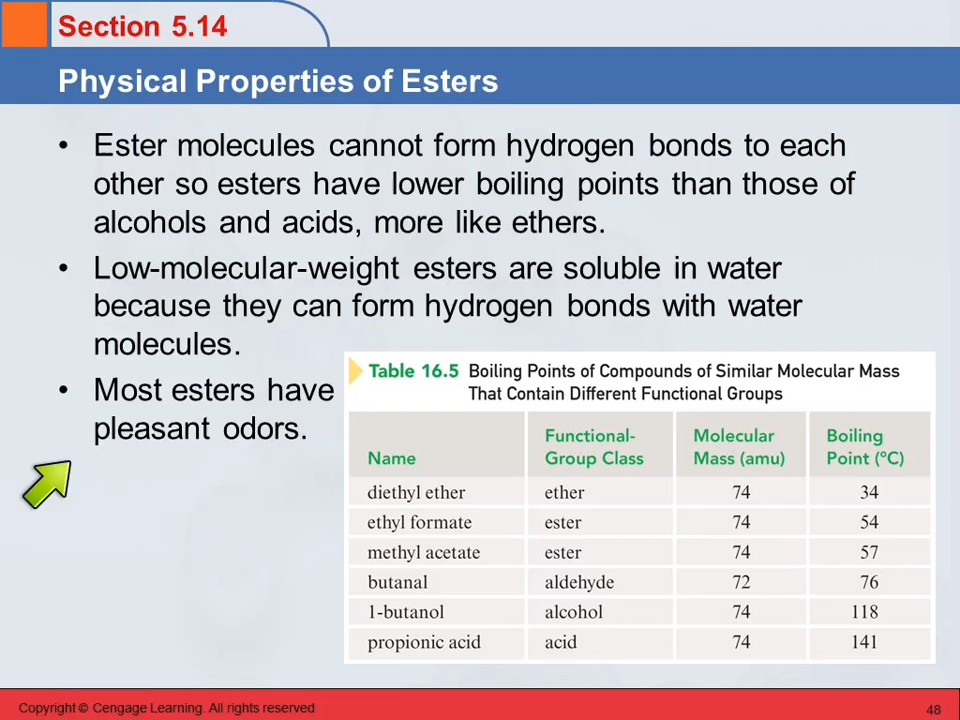 Section 5.14
Physical Properties of Esters
• Ester molecules cannot form hydrogen bonds to each
other so esters have lower boiling points than those of
alcohols and acids, more like ethers.
• Low-molecular-weight esters are soluble in water
because they can form hydrogen bonds with water
molecules.
• Most esters have
pleasant odors.
Table 16.5 Boiling Points of Compounds of Similar Molecular Mass
That Contain Different Functional Groups
Name Functional-Group Class Molecular Mass (amu) Boiling Point (°C)
diethyl ether ether 74 34
ethyl formate ester 74 54
methyl acetate ester 74 57
butanal aldehyde 72 76
1-butanol alcohol 74 118
propionic acid acid 74 141
Copyright © Cengage Learning. All rights reserved 48